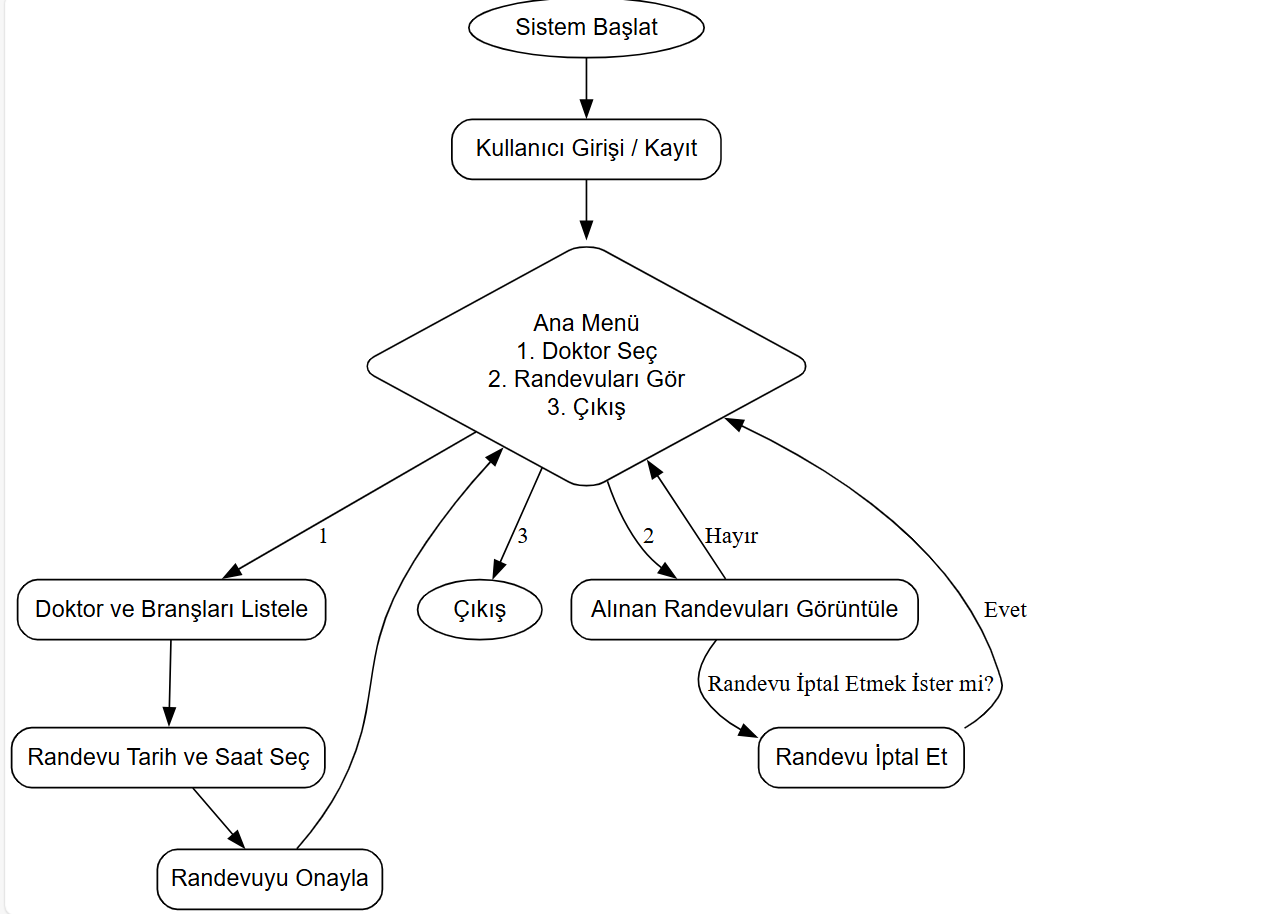 Sistem Başlat
Kullanıcı Girişi / Kayıt
Ana Menü
1. Doktor Seç
2. Randevuları Gör
3. Çıkış
1
3
2
Hayır
Doktor ve Branşları Listele
Çıkış
Alınan Randevuları Görüntüle
Evet
Randevu İptal Etmek İster mi?
Randevu Tarih ve Saat Seç
Randevu İptal Et
Randevuyu Onayla